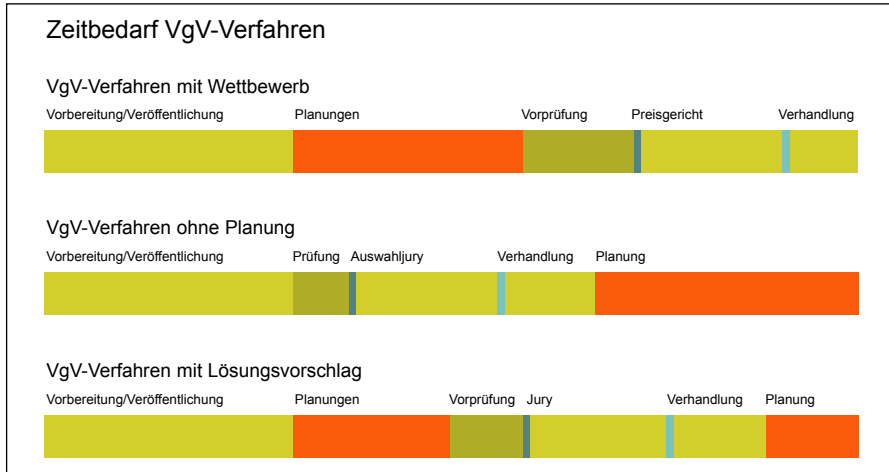 Zeitbedarf VgV-Verfahren
VgV-Verfahren mit Wettbewerb
Vorbereitung/Veröffentlichung Planungen Vorprüfung Preisgericht Verhandlung
VgV-Verfahren ohne Planung
Vorbereitung/Veröffentlichung Prüfung Auswahljury Verhandlung Planung
VgV-Verfahren mit Lösungsvorschlag
Vorbereitung/Veröffentlichung Planungen Vorprüfung Jury Verhandlung Planung